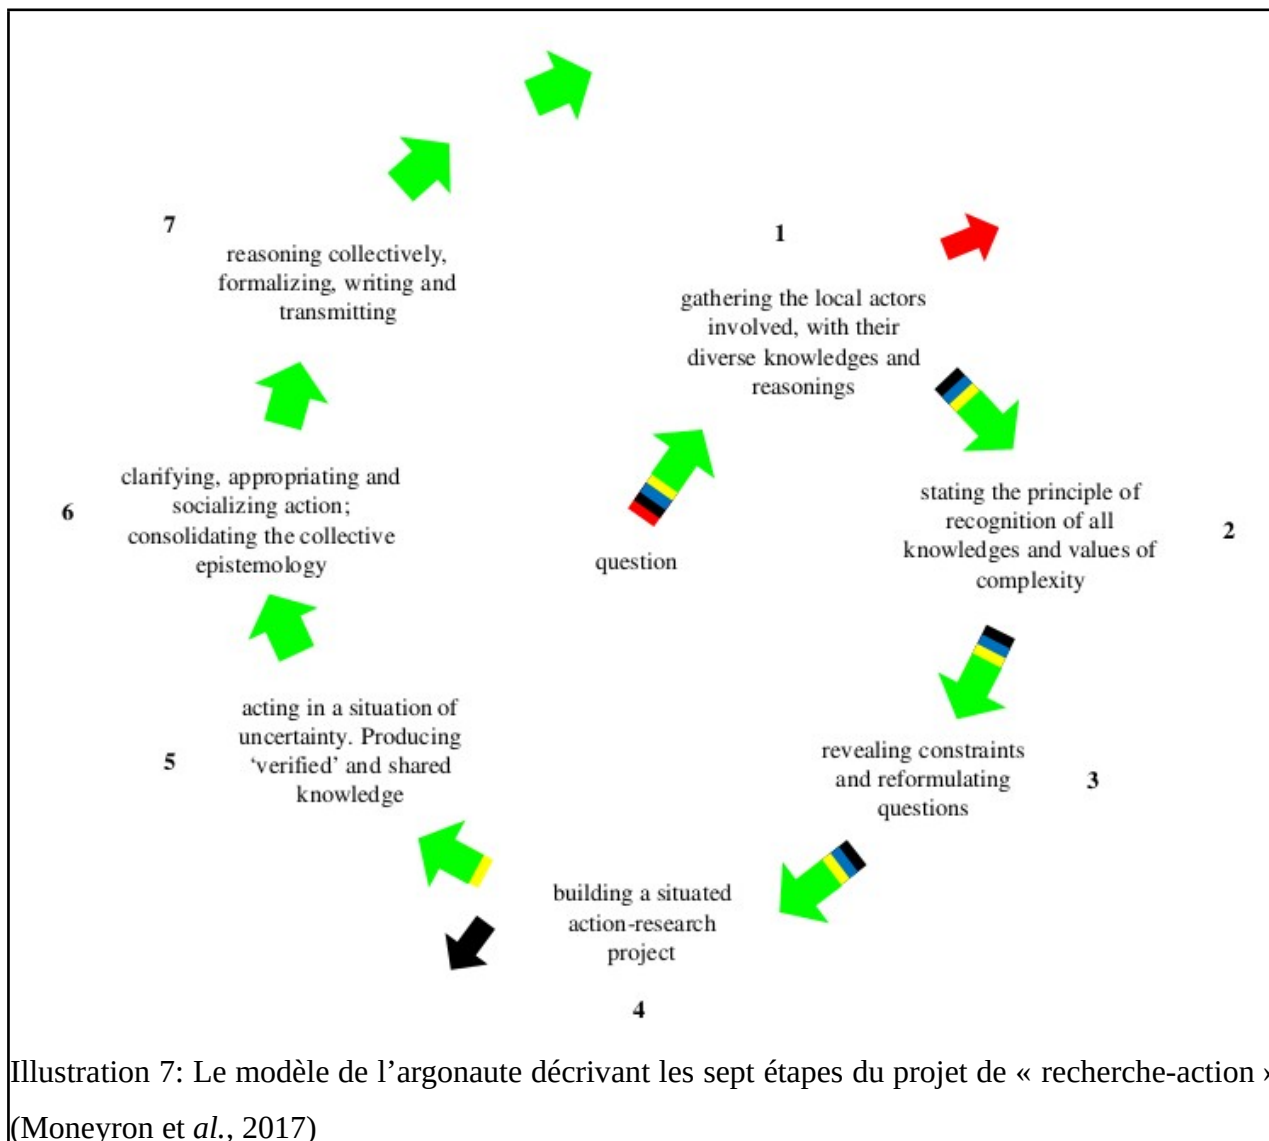 question
1
gathering the local actors
involved, with their
diverse knowledges and
reasonings
stating the principle of
recognition of all
knowledges and values of
complexity
2
revealing constraints
and reformulating
questions
3
building a situated
action-research
project
4
acting in a situation of
uncertainty. Producing
‘verified’ and shared
knowledge
5
clarifying, appropriating and
socializing action;
consolidating the collective
epistemology
6
7
reasoning collectively,
formalizing, writing and
transmitting
Illustration 7: Le modèle de l’argonaute décrivant les sept étapes du projet de « recherche-action »
(Moneyron et al., 2017)